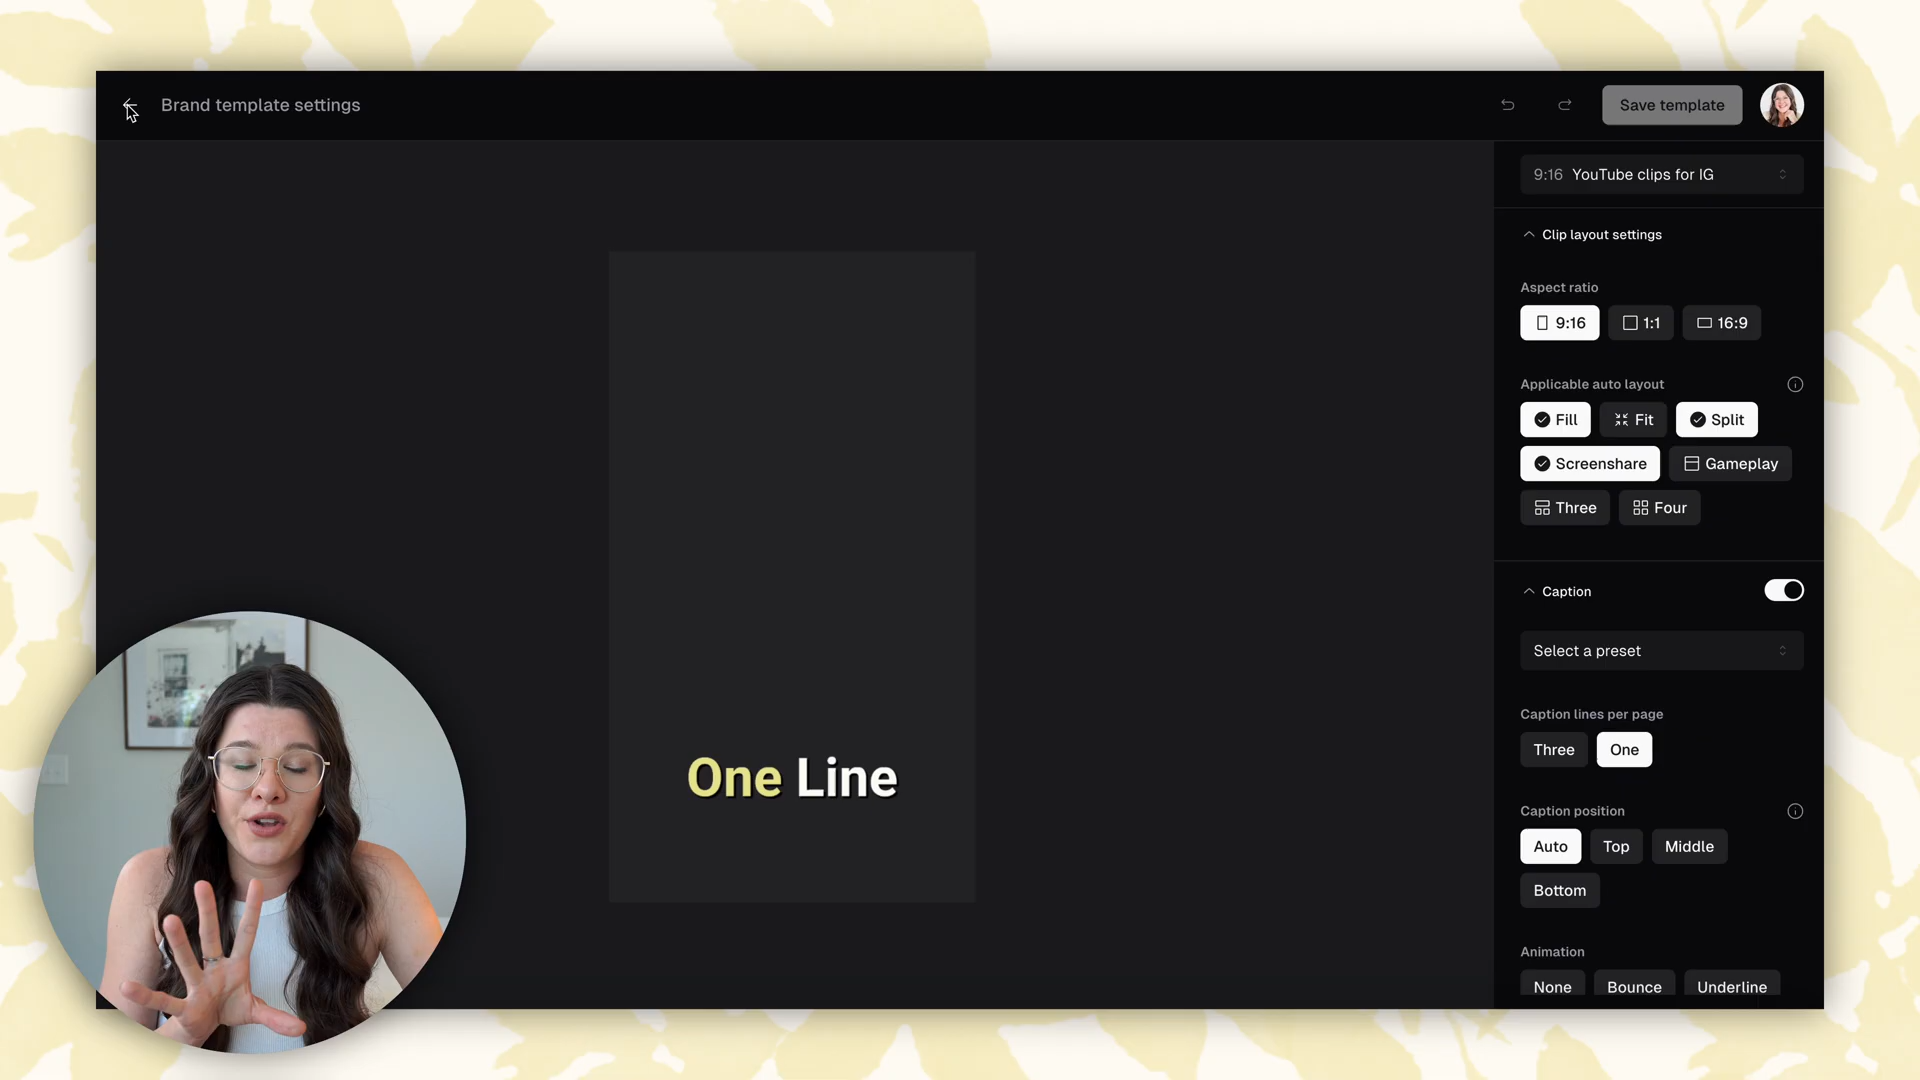 Brand template settings
Save template
9:16 YouTube clips for IG
Clip layout settings
Aspect ratio
9:16 1:1 16:9
Applicable auto layout
Fill Fit Split
Screenshare Gameplay
Three Four
Caption
Select a preset
Caption lines per page
Three One
Caption position
Auto Top Middle
Bottom
Animation
None Bounce Underline
One Line